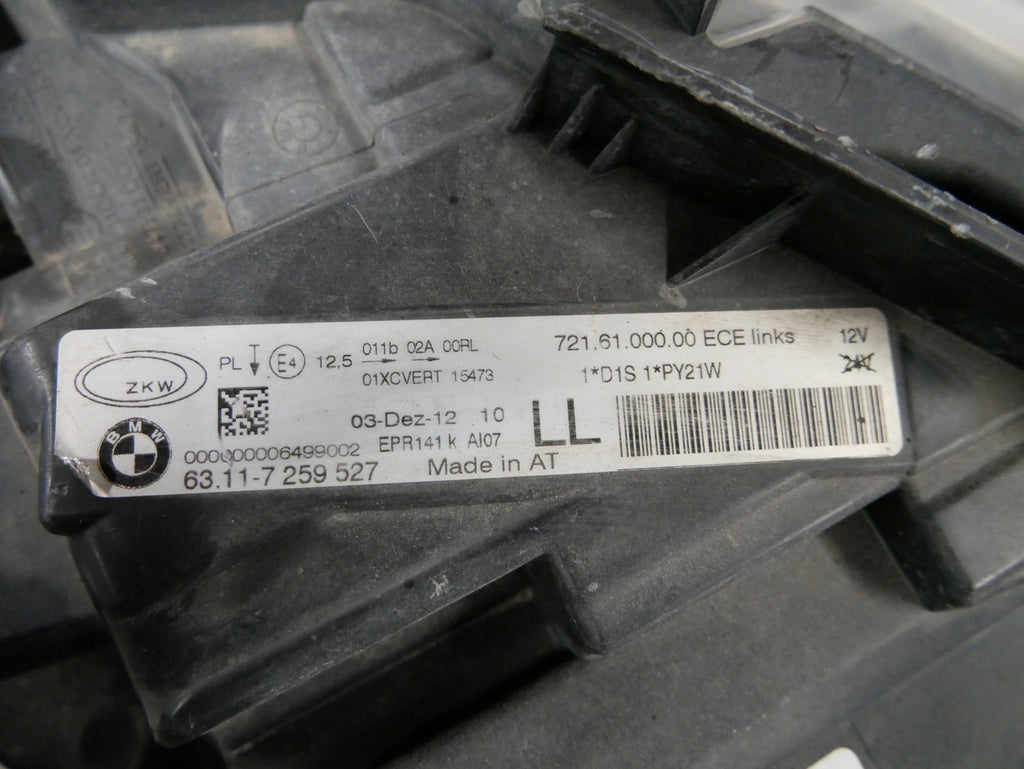 ZKW
BMW
PL E4 12,5
011b 02A 00RL
01XCVERT 15473
03-Dez-12 10
EPR141 k AI07
000000006499002
63.11-7 259 527
Made in AT
LL
721.61.000.00 ECE links
1*D1S 1*PY21W
12V
24V